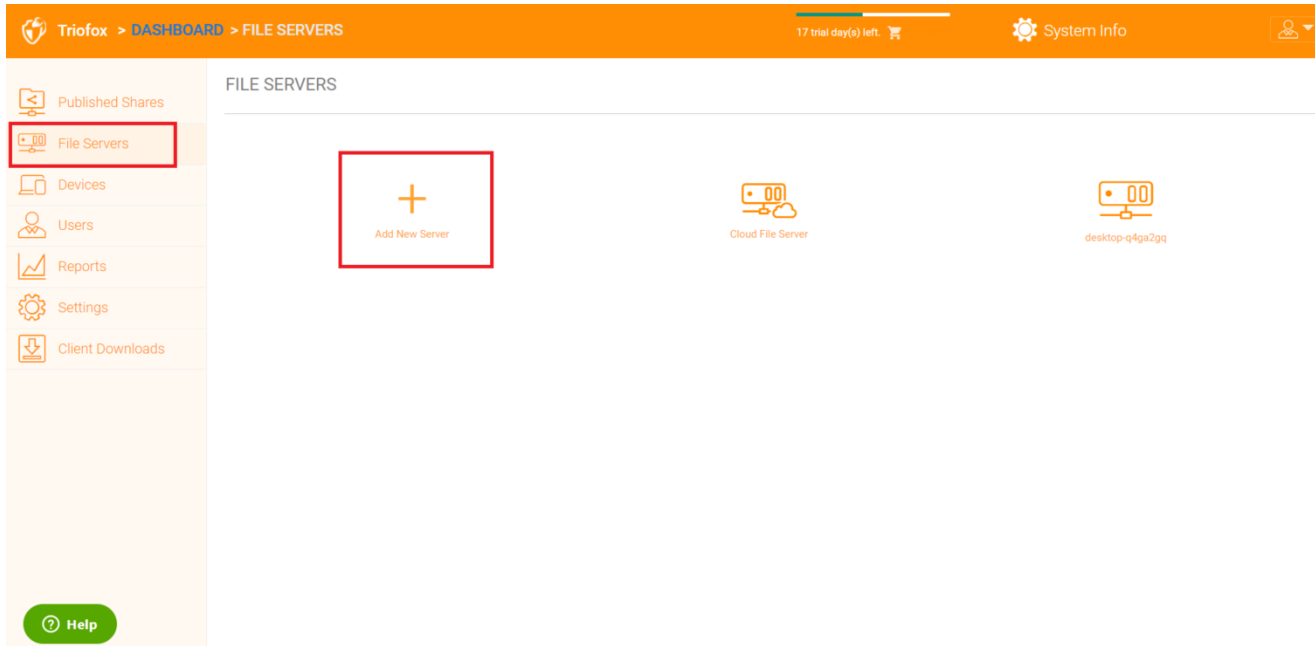 Triofox > DASHBOARD > FILE SERVERS
17 trial day(s) left.
System Info
Published Shares
File Servers
Devices
Users
Reports
Settings
Client Downloads
FILE SERVERS
Add New Server
Cloud File Server
desktop-q4ga2gq
Help